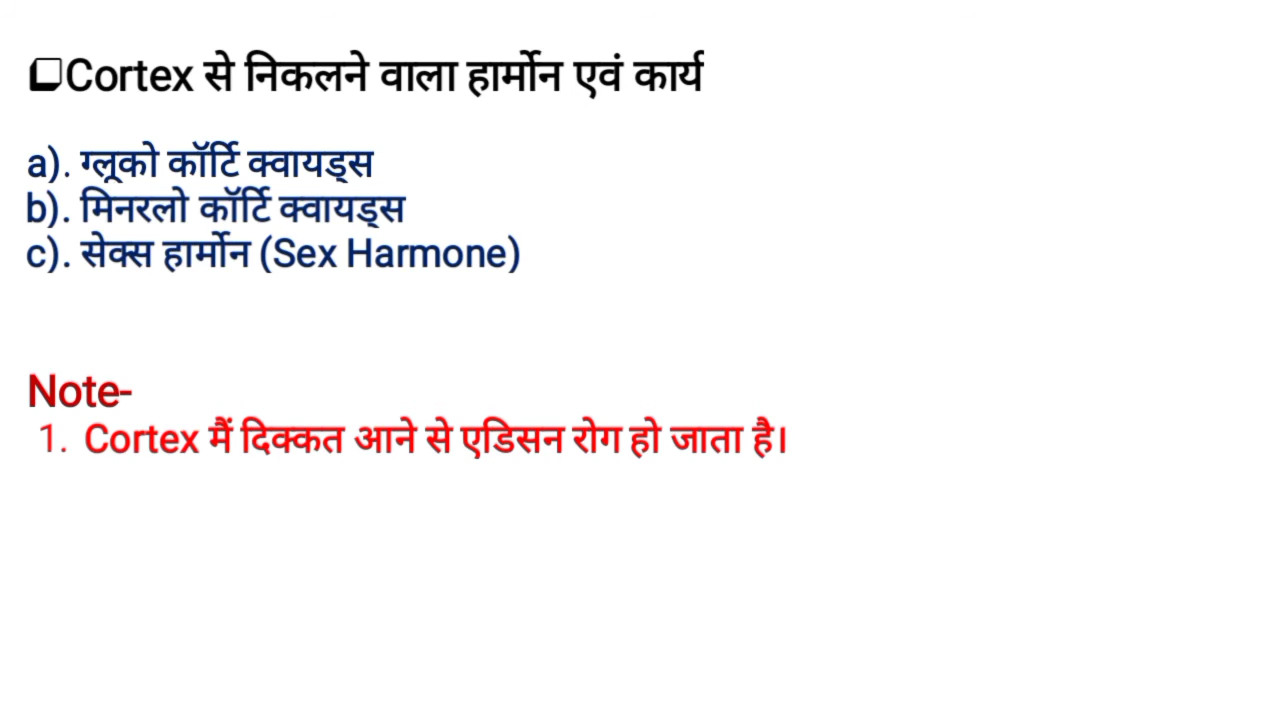 ❑Cortex से निकलने वाला हार्मोन एवं कार्य
a). ग्लूको कॉर्टि क्वायड्स
b). मिनरलो कॉर्टि क्वायड्स
c). सेक्स हार्मोन (Sex Harmone)
Note-
1. Cortex मैं दिक्कत आने से एडिसन रोग हो जाता है।